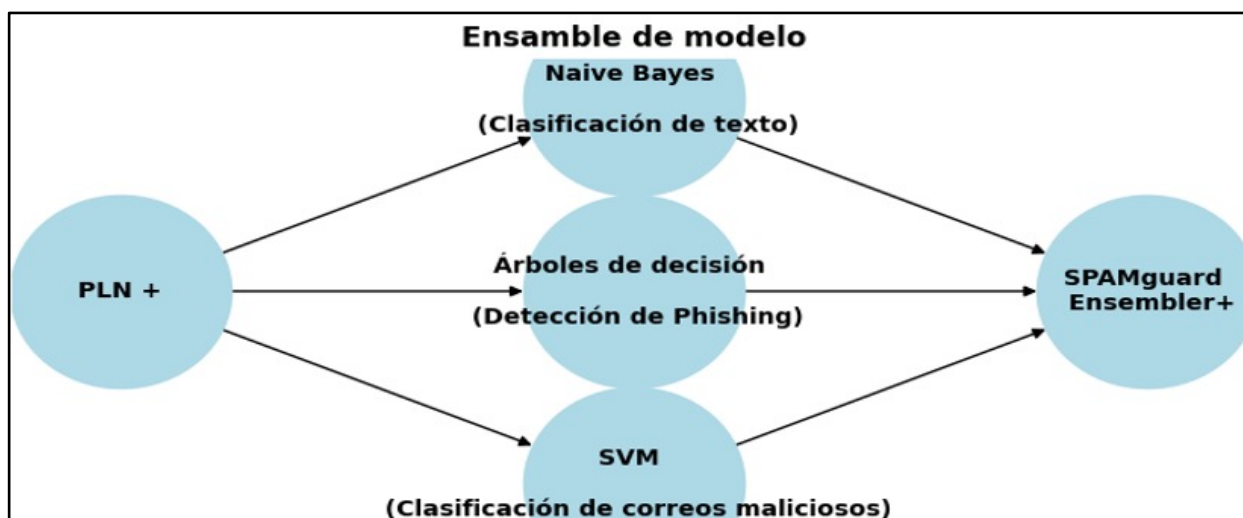 Ensamble de modelo
Naive Bayes
(Clasificación de texto)
PLN +
Árboles de decisión
(Detección de Phishing)
SPAMguard
Ensembler+
SVM
(Clasificación de correos maliciosos)